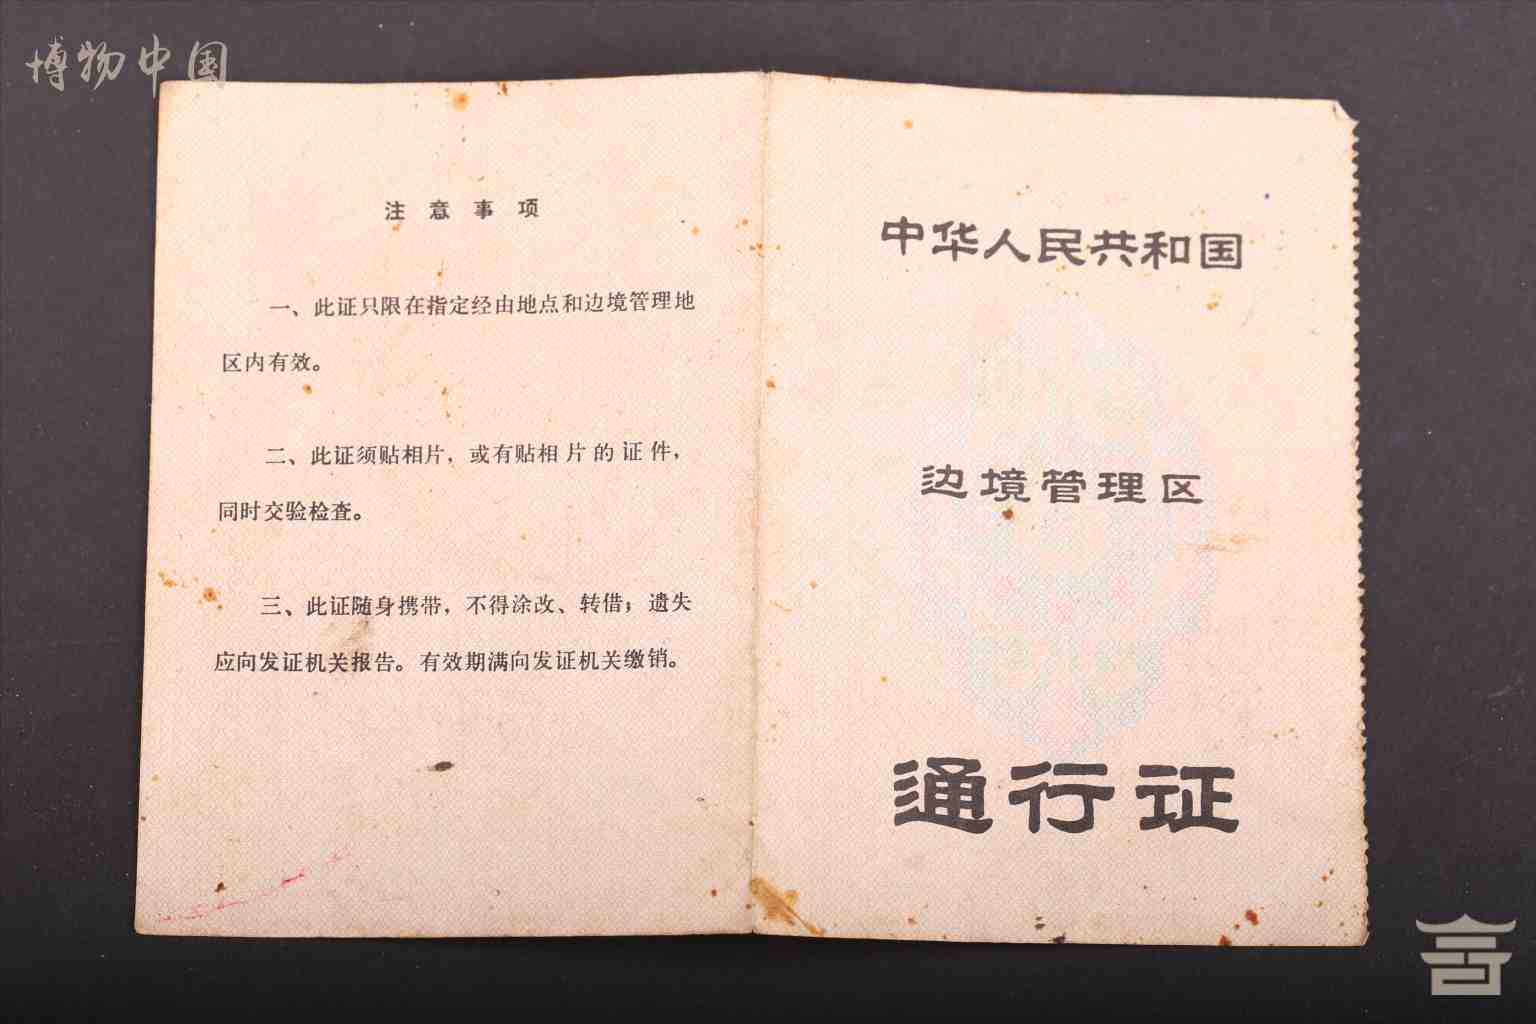 博物中国
注意事项
一、此证只限在指定经由地点和边境管理地
区内有效。
二、此证须贴相片，或有贴相片的证件，
同时交验检查。
三、此证随身携带，不得涂改、转借；遗失
应向发证机关报告。有效期满向发证机关缴销。
中华人民共和国
边境管理区
通行证